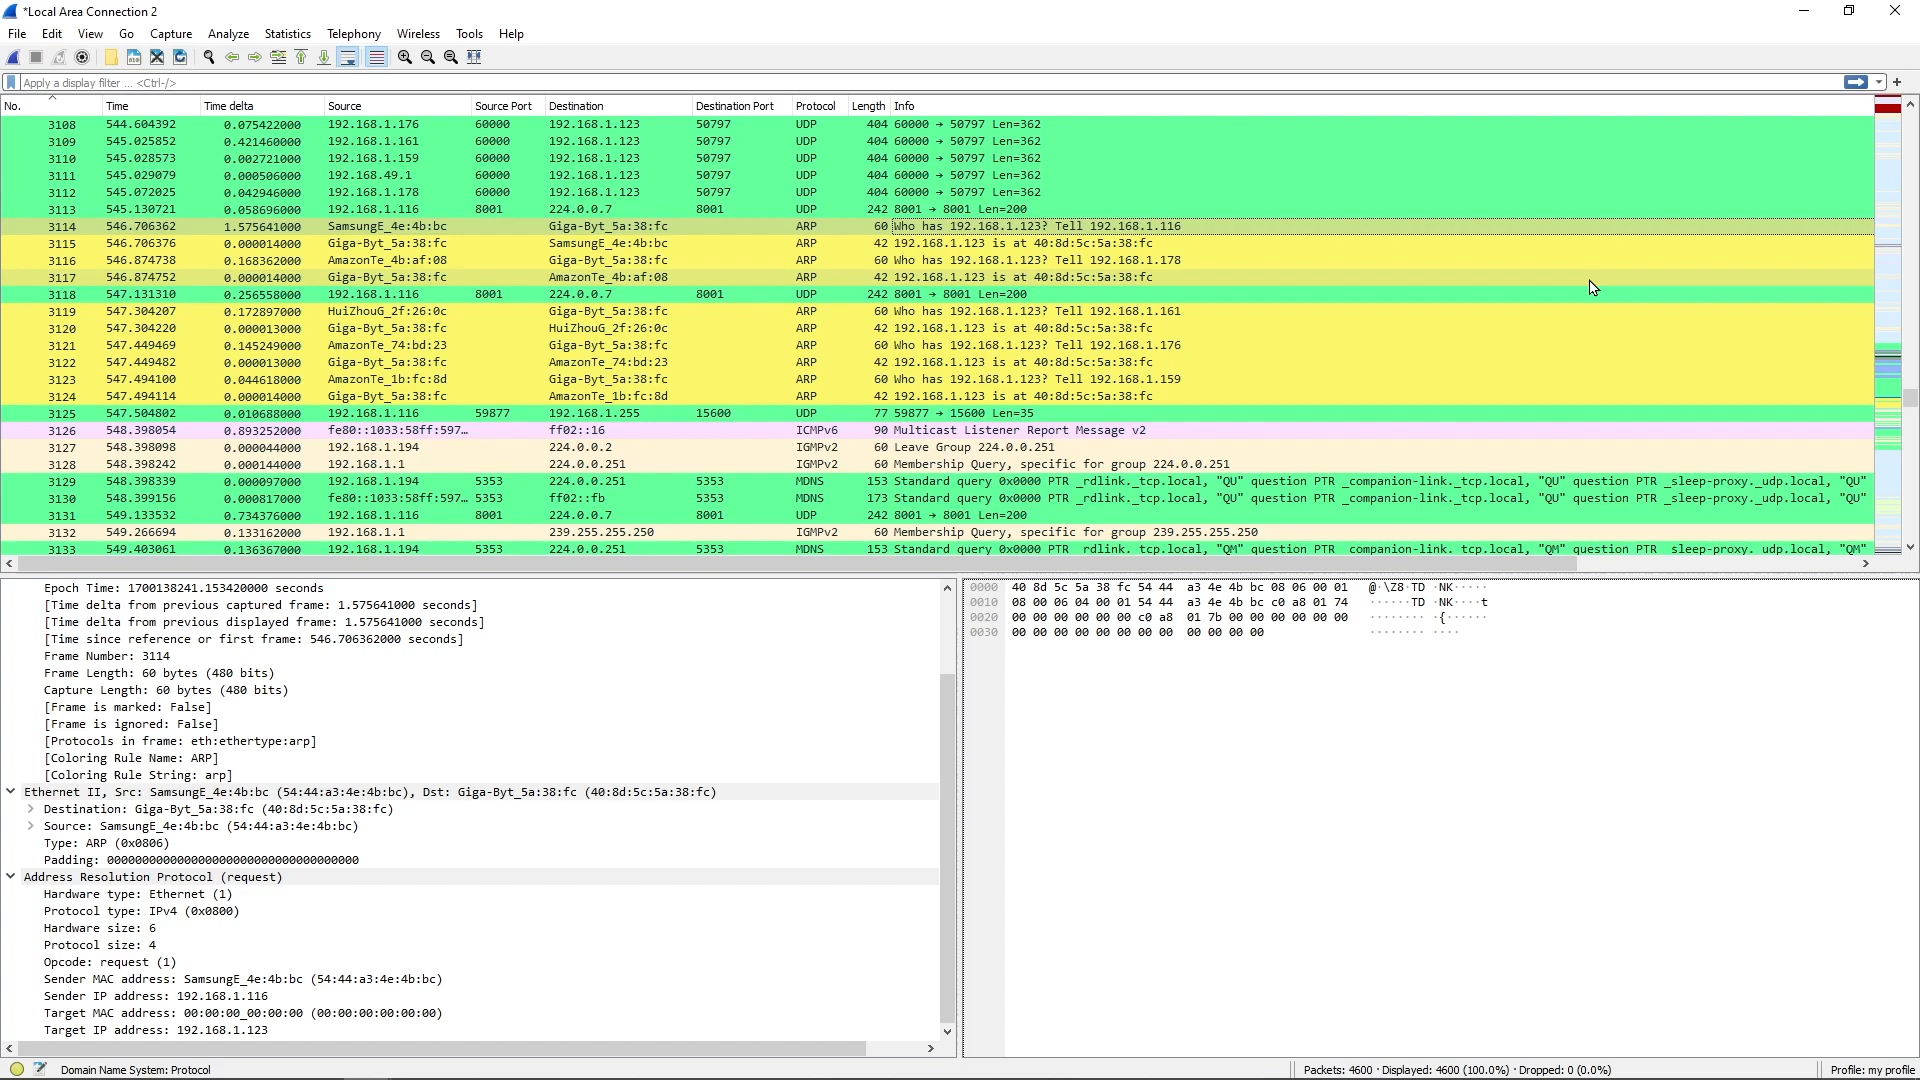 *Local Area Connection 2
File Edit View Go Capture Analyze Statistics Telephony Wireless Tools Help
Apply a display filter ... <Ctrl-/>
No. Time Time delta Source Source Port Destination Destination Port Protocol Length Info
3108 544.604392 0.075422000 192.168.1.176 60000 192.168.1.123 50797 UDP 404 60000 → 50797 Len=362
3109 545.025852 0.421460000 192.168.1.161 60000 192.168.1.123 50797 UDP 404 60000 → 50797 Len=362
3110 545.028573 0.002721000 192.168.1.159 60000 192.168.1.123 50797 UDP 404 60000 → 50797 Len=362
3111 545.029079 0.000506000 192.168.49.1 60000 192.168.1.123 50797 UDP 404 60000 → 50797 Len=362
3112 545.072025 0.042946000 192.168.1.178 60000 192.168.1.123 50797 UDP 404 60000 → 50797 Len=362
3113 545.130721 0.058696000 192.168.1.116 8001 224.0.0.7 8001 UDP 242 8001 → 8001 Len=200
3114 546.706362 1.575641000 SamsungE_4e:4b:bc Giga-Byt_5a:38:fc ARP 60 Who has 192.168.1.123? Tell 192.168.1.116
3115 546.706376 0.000014000 Giga-Byt_5a:38:fc SamsungE_4e:4b:bc ARP 42 192.168.1.123 is at 40:8d:5c:5a:38:fc
3116 546.874738 0.168362000 AmazonTe_4b:af:08 Giga-Byt_5a:38:fc ARP 60 Who has 192.168.1.123? Tell 192.168.1.178
3117 546.874752 0.000014000 Giga-Byt_5a:38:fc AmazonTe_4b:af:08 ARP 42 192.168.1.123 is at 40:8d:5c:5a:38:fc
3118 547.131310 0.256558000 192.168.1.116 8001 224.0.0.7 8001 UDP 242 8001 → 8001 Len=200
3119 547.304207 0.172897000 HuiZhouG_2f:26:0c Giga-Byt_5a:38:fc ARP 60 Who has 192.168.1.123? Tell 192.168.1.161
3120 547.304220 0.000013000 Giga-Byt_5a:38:fc HuiZhouG_2f:26:0c ARP 42 192.168.1.123 is at 40:8d:5c:5a:38:fc
3121 547.449469 0.145249000 AmazonTe_74:bd:23 Giga-Byt_5a:38:fc ARP 60 Who has 192.168.1.123? Tell 192.168.1.176
3122 547.449482 0.000013000 Giga-Byt_5a:38:fc AmazonTe_74:bd:23 ARP 42 192.168.1.123 is at 40:8d:5c:5a:38:fc
3123 547.494100 0.044618000 AmazonTe_1b:fc:8d Giga-Byt_5a:38:fc ARP 60 Who has 192.168.1.123? Tell 192.168.1.159
3124 547.494114 0.000014000 Giga-Byt_5a:38:fc AmazonTe_1b:fc:8d ARP 42 192.168.1.123 is at 40:8d:5c:5a:38:fc
3125 547.504802 0.010688000 192.168.1.116 59877 192.168.1.255 15600 UDP 77 59877 → 15600 Len=35
3126 548.398054 0.893252000 fe80::1033:58ff:597… ff02::16 ICMPv6 90 Multicast Listener Report Message v2
3127 548.398098 0.000044000 192.168.1.194 224.0.0.2 IGMPv2 60 Leave Group 224.0.0.251
3128 548.398242 0.000144000 192.168.1.1 224.0.0.251 IGMPv2 60 Membership Query, specific for group 224.0.0.251
3129 548.398339 0.000097000 192.168.1.194 5353 224.0.0.251 5353 MDNS 153 Standard query 0x0000 PTR _rdlink._tcp.local, "QU" question PTR _companion-link._tcp.local, "QU" question PTR _sleep-proxy._udp.local, "QU"
3130 548.399156 0.000817000 fe80::1033:58ff:597… 5353 ff02::fb 5353 MDNS 173 Standard query 0x0000 PTR _rdlink._tcp.local, "QU" question PTR _companion-link._tcp.local, "QU" question PTR _sleep-proxy._udp.local, "QU"
3131 549.133532 0.734376000 192.168.1.116 8001 224.0.0.7 8001 UDP 242 8001 → 8001 Len=200
3132 549.266694 0.133162000 192.168.1.1 239.255.255.250 IGMPv2 60 Membership Query, specific for group 239.255.255.250
3133 549.403061 0.136367000 192.168.1.194 5353 224.0.0.251 5353 MDNS 153 Standard query 0x0000 PTR _rdlink._tcp.local, "QM" question PTR _companion-link._tcp.local, "QM" question PTR _sleep-proxy._udp.local, "QM"
Epoch Time: 1700138241.153420000 seconds
[Time delta from previous captured frame: 1.575641000 seconds]
[Time delta from previous displayed frame: 1.575641000 seconds]
[Time since reference or first frame: 546.706362000 seconds]
Frame Number: 3114
Frame Length: 60 bytes (480 bits)
Capture Length: 60 bytes (480 bits)
[Frame is marked: False]
[Frame is ignored: False]
[Protocols in frame: eth:ethertype:arp]
[Coloring Rule Name: ARP]
[Coloring Rule String: arp]
Ethernet II, Src: SamsungE_4e:4b:bc (54:44:a3:4e:4b:bc), Dst: Giga-Byt_5a:38:fc (40:8d:5c:5a:38:fc)
Destination: Giga-Byt_5a:38:fc (40:8d:5c:5a:38:fc)
Source: SamsungE_4e:4b:bc (54:44:a3:4e:4b:bc)
Type: ARP (0x0806)
Padding: 000000000000000000000000000000000000
Address Resolution Protocol (request)
Hardware type: Ethernet (1)
Protocol type: IPv4 (0x0800)
Hardware size: 6
Protocol size: 4
Opcode: request (1)
Sender MAC address: SamsungE_4e:4b:bc (54:44:a3:4e:4b:bc)
Sender IP address: 192.168.1.116
Target MAC address: 00:00:00_00:00:00 (00:00:00:00:00:00)
Target IP address: 192.168.1.123
0000 40 8d 5c 5a 38 fc 54 44 a3 4e 4b bc 08 06 00 01 @·\Z8·TD ·NK·····
0010 08 00 06 04 00 01 54 44 a3 4e 4b bc c0 a8 01 74 ······TD ·NK····t
0020 00 00 00 00 00 00 c0 a8 01 7b 00 00 00 00 00 00 ········ ·{······
0030 00 00 00 00 00 00 00 00 00 00 00 00 ········ ····
Domain Name System: Protocol
Packets: 4600 · Displayed: 4600 (100.0%) · Dropped: 0 (0.0%)
Profile: my profile